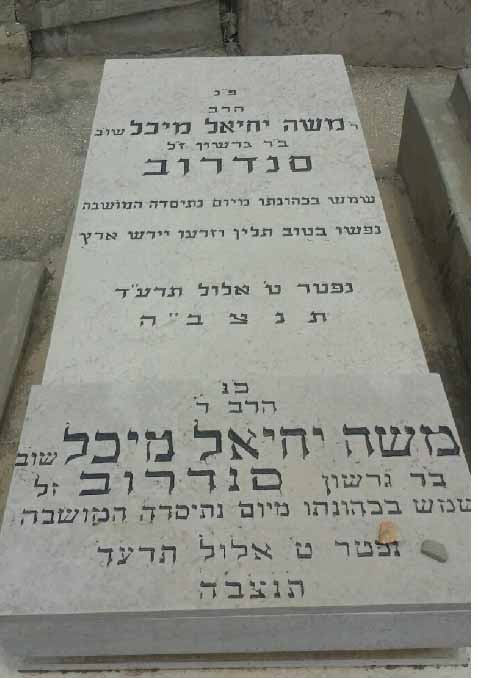 פ״נ
הרב
ר׳ משה יחיאל מיכל שוב
ב״ר גרשון ז״ל
סנדרוב
שמש בכהונתו מיום נתיסדה המושבה
נפשו בטוב תלין וזרעו יירש ארץ
נפטר ט׳ אלול תרע״ד
ת נ צ ב״ ה
פנ
הרב ר׳
משה יחיאל מיכל שוב
בר גרשון סנדרוב זל
שמש בכהונתו מיום נתיסדה המושבה
נפטר ט אלול תרעד
תנצבה